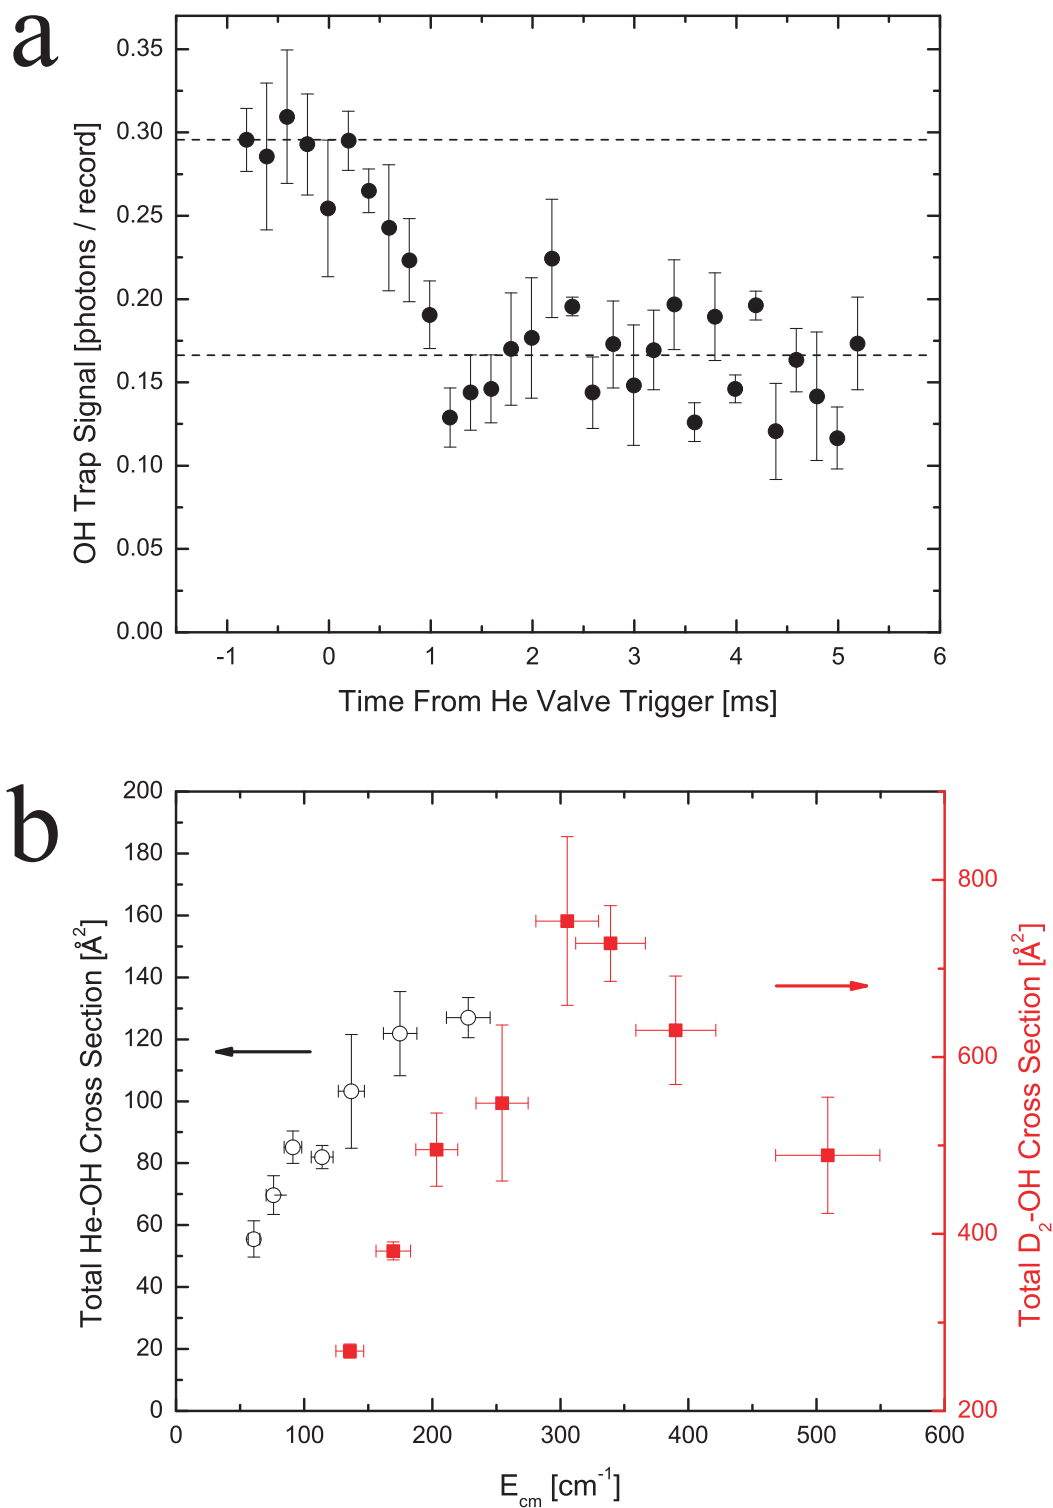 a
0.35
0.30
0.25
0.20
0.15
0.10
0.05
0.00
OH Trap Signal [photons / record]
-1 0 1 2 3 4 5 6
Time From He Valve Trigger [ms]
b
200
180
160
140
120
100
80
60
40
20
0
Total He-OH Cross Section [Å²]
800
600
400
200
Total D₂-OH Cross Section [Å²]
0 100 200 300 400 500 600
E_cm [cm⁻¹]